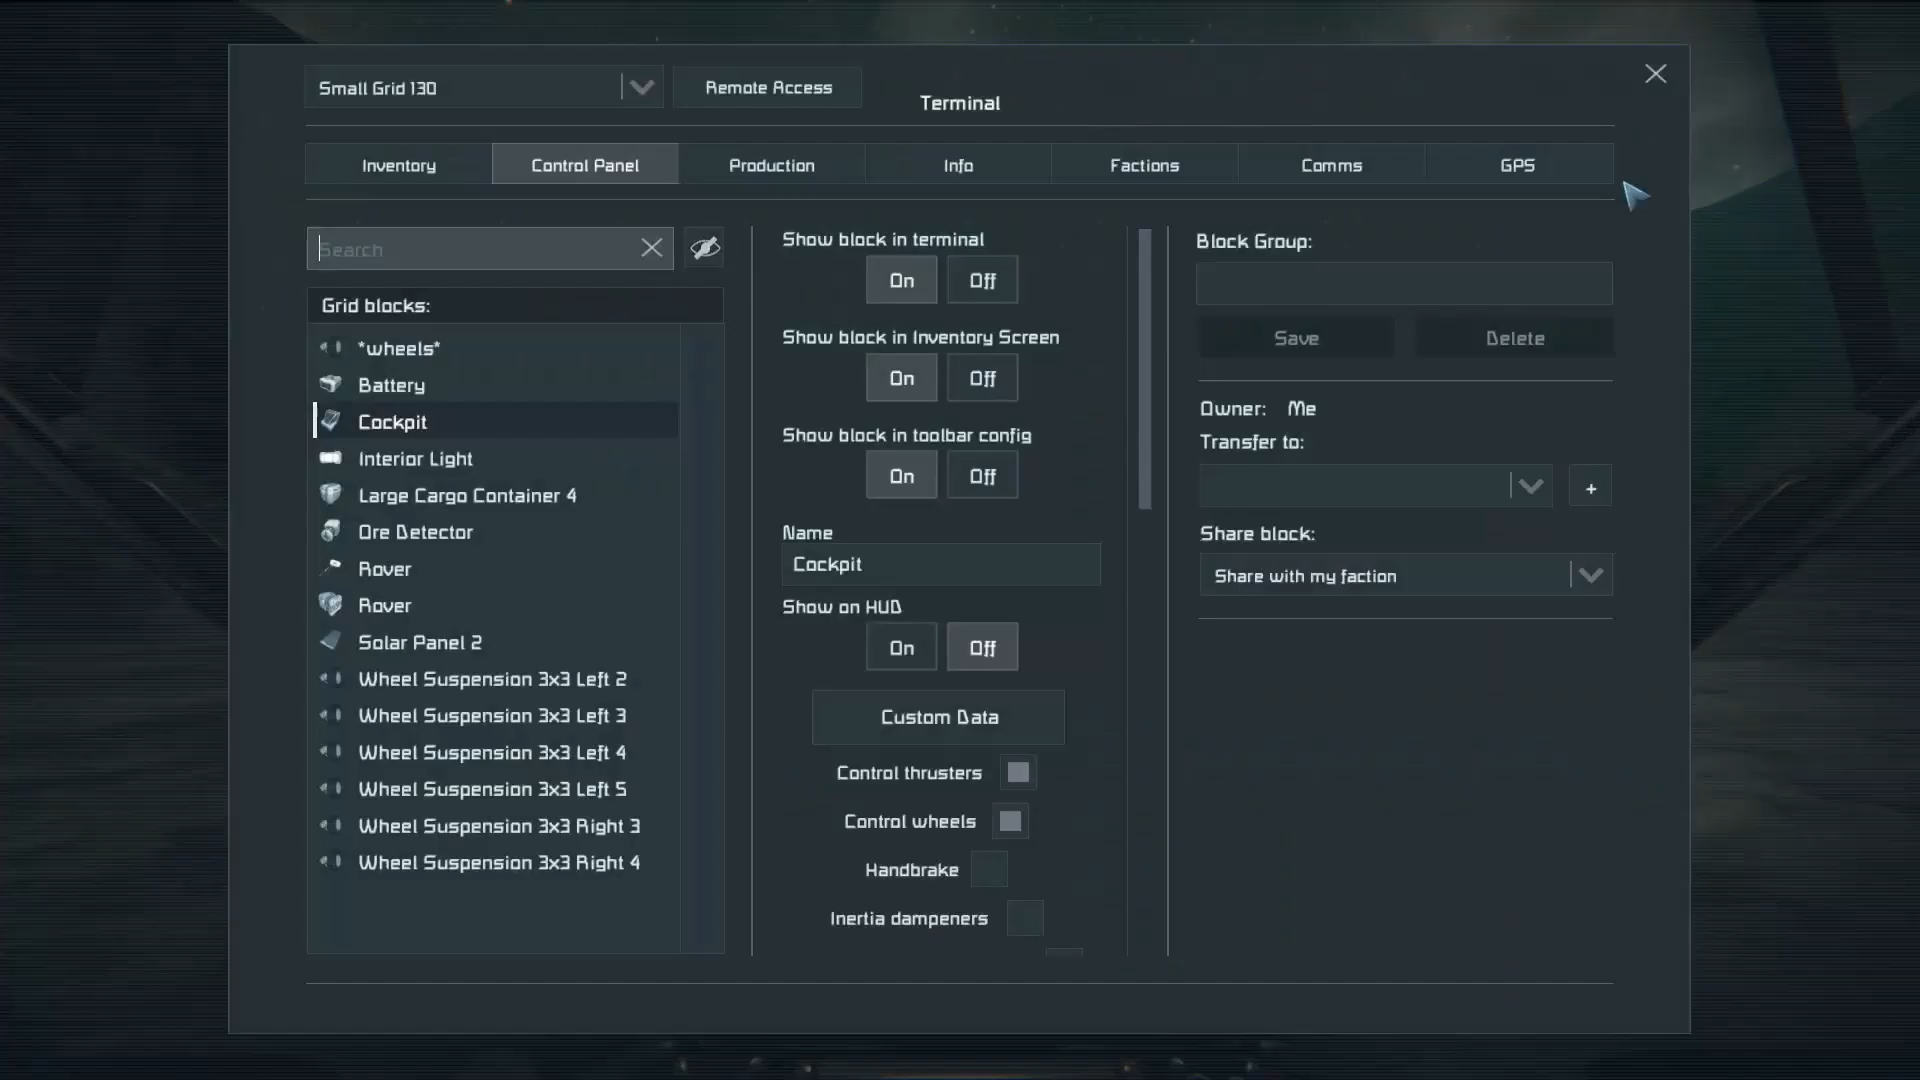 Small Grid 130
Remote Access
Terminal
Inventory
Control Panel
Production
Info
Factions
Comms
GPS
Search
Grid blocks:
*wheels*
Battery
Cockpit
Interior Light
Large Cargo Container 4
Ore Detector
Rover
Rover
Solar Panel 2
Wheel Suspension 3x3 Left 2
Wheel Suspension 3x3 Left 3
Wheel Suspension 3x3 Left 4
Wheel Suspension 3x3 Left 5
Wheel Suspension 3x3 Right 3
Wheel Suspension 3x3 Right 4
Show block in terminal
On Off
Show block in Inventory Screen
On Off
Show block in toolbar config
On Off
Name
Cockpit
Show on HUD
On Off
Custom Data
Control thrusters
Control wheels
Handbrake
Inertia dampeners
Block Group:
Save Delete
Owner: Me
Transfer to:
+
Share block:
Share with my faction